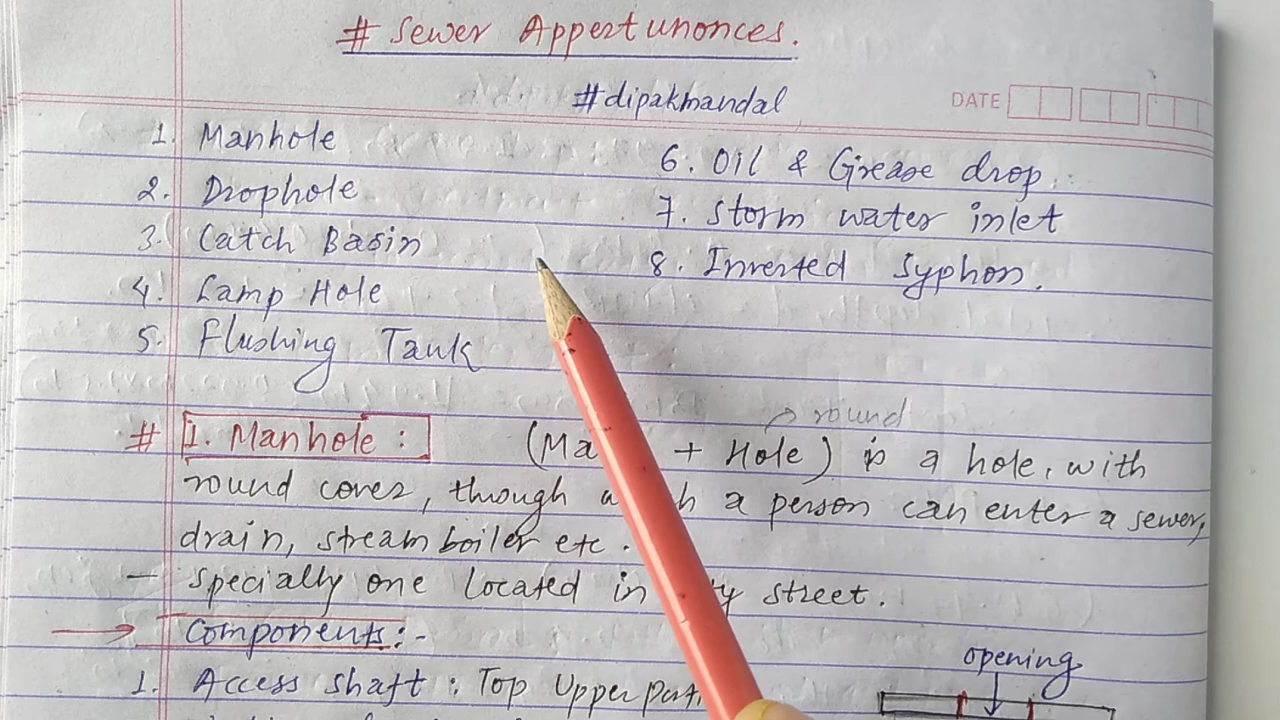 # Sewer Appertunonces.
#dipakmandal
DATE
1. Manhole
2. Drophole
3. Catch Basin
4. Lamp Hole
5. Flushing Tank
6. Oil & Grease drop
7. Storm water inlet
8. Inverted Syphon.
round
# 1. Manhole : (Ma + Hole) is a hole, with
round cover, through a h a person can enter a sewer,
drain, stream boiler etc.
— Specially one located in y street.
→ Components:-
1. Access shaft : Top Upper Part
opening